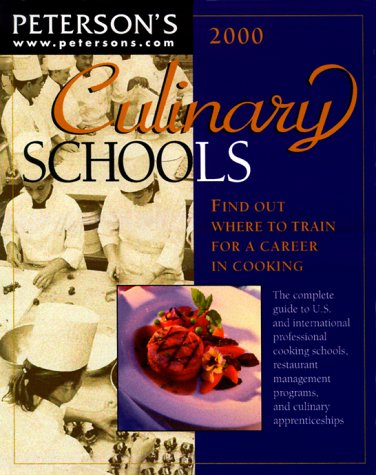 PETERSON'S
www.petersons.com
2000
Culinary
SCHOOLS
FIND OUT
WHERE TO TRAIN
FOR A CAREER
IN COOKING
The complete
guide to U.S.
and international
professional
cooking schools,
restaurant
management
programs,
and culinary
apprenticeships